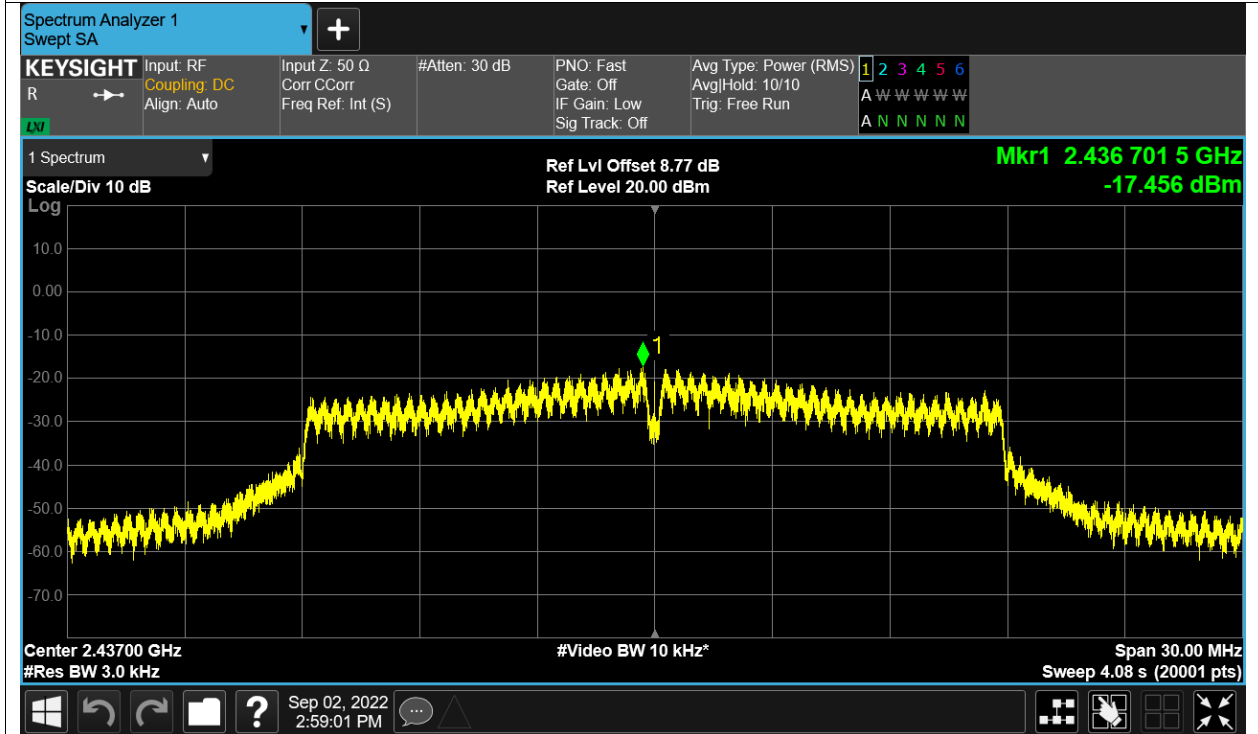 Spectrum Analyzer 1
Swept SA
+
KEYSIGHT Input: RF Input Z: 50 Ω #Atten: 30 dB PNO: Fast Avg Type: Power (RMS) 1 2 3 4 5 6
R Coupling: DC Corr CCorr Gate: Off Avg|Hold: 10/10 A W W W W W
Align: Auto Freq Ref: Int (S) IF Gain: Low Trig: Free Run
LXI Sig Track: Off A N N N N N
1 Spectrum Ref Lvl Offset 8.77 dB Mkr1 2.436 701 5 GHz
Scale/Div 10 dB Ref Level 20.00 dBm -17.456 dBm
Log
10.0
0.00
-10.0
1
-20.0
-30.0
-40.0
-50.0
-60.0
-70.0
Center 2.43700 GHz #Video BW 10 kHz* Span 30.00 MHz
#Res BW 3.0 kHz Sweep 4.08 s (20001 pts)
? Sep 02, 2022
2:59:01 PM